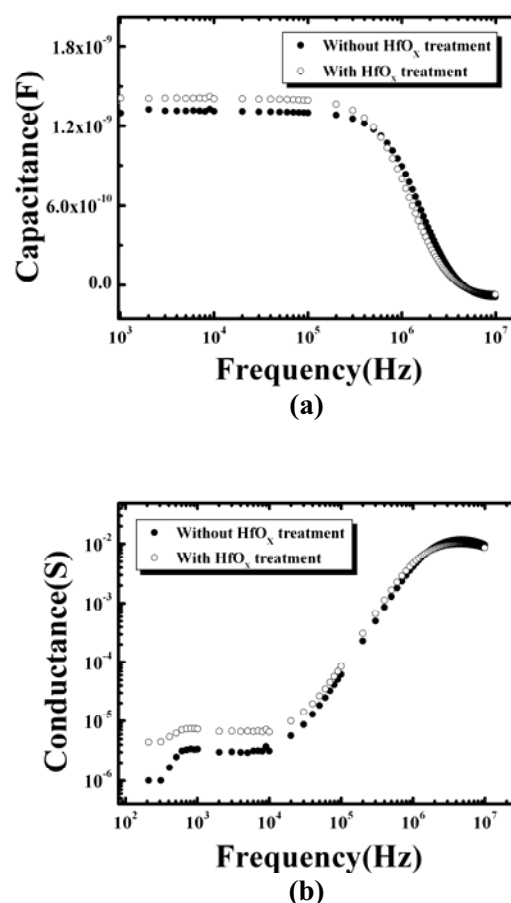 1.8x10⁻⁹
1.2x10⁻⁹
6.0x10⁻¹⁰
0.0
Capacitance(F)
● Without HfOₓ treatment
○ With HfOₓ treatment
10³ 10⁴ 10⁵ 10⁶ 10⁷
Frequency(Hz)
(a)
10⁻²
10⁻³
10⁻⁴
10⁻⁵
10⁻⁶
Conductance(S)
● Without HfOₓ treatment
○ With HfOₓ treatment
10² 10³ 10⁴ 10⁵ 10⁶ 10⁷
Frequency(Hz)
(b)